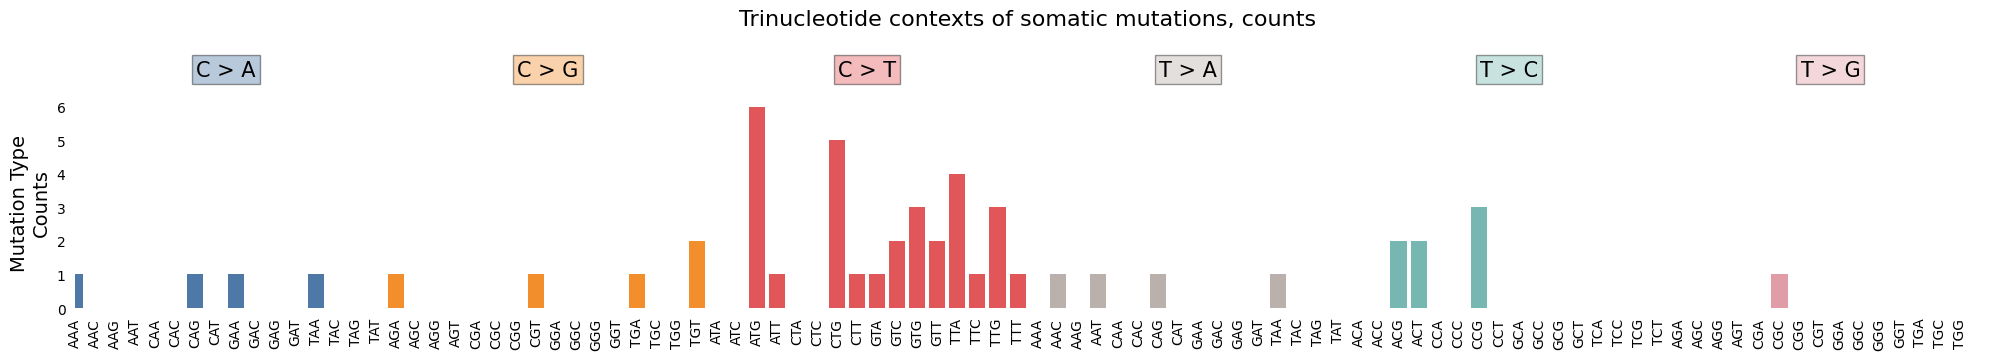 Trinucleotide contexts of somatic mutations, counts
C > A C > G C > T T > A T > C T > G
Mutation Type
Counts
6
5
4
3
2
1
0
AAA AAC AAG AAT CAA CAC CAG CAT GAA GAC GAG GAT TAA TAC TAG TAT AGA AGC AGG AGT CGA CGC CGG CGT GGA GGC GGG GGT TGA TGC TGG TGT ATA ATC ATG ATT CTA CTC CTG CTT GTA GTC GTG GTT TTA TTC TTG TTT AAA AAC AAG AAT CAA CAC CAG CAT GAA GAC GAG GAT TAA TAC TAG TAT ACA ACC ACG ACT CCA CCC CCG CCT GCA GCC GCG GCT TCA TCC TCG TCT AGA AGC AGG AGT CGA CGC CGG CGT GGA GGC GGG GGT TGA TGC TGG